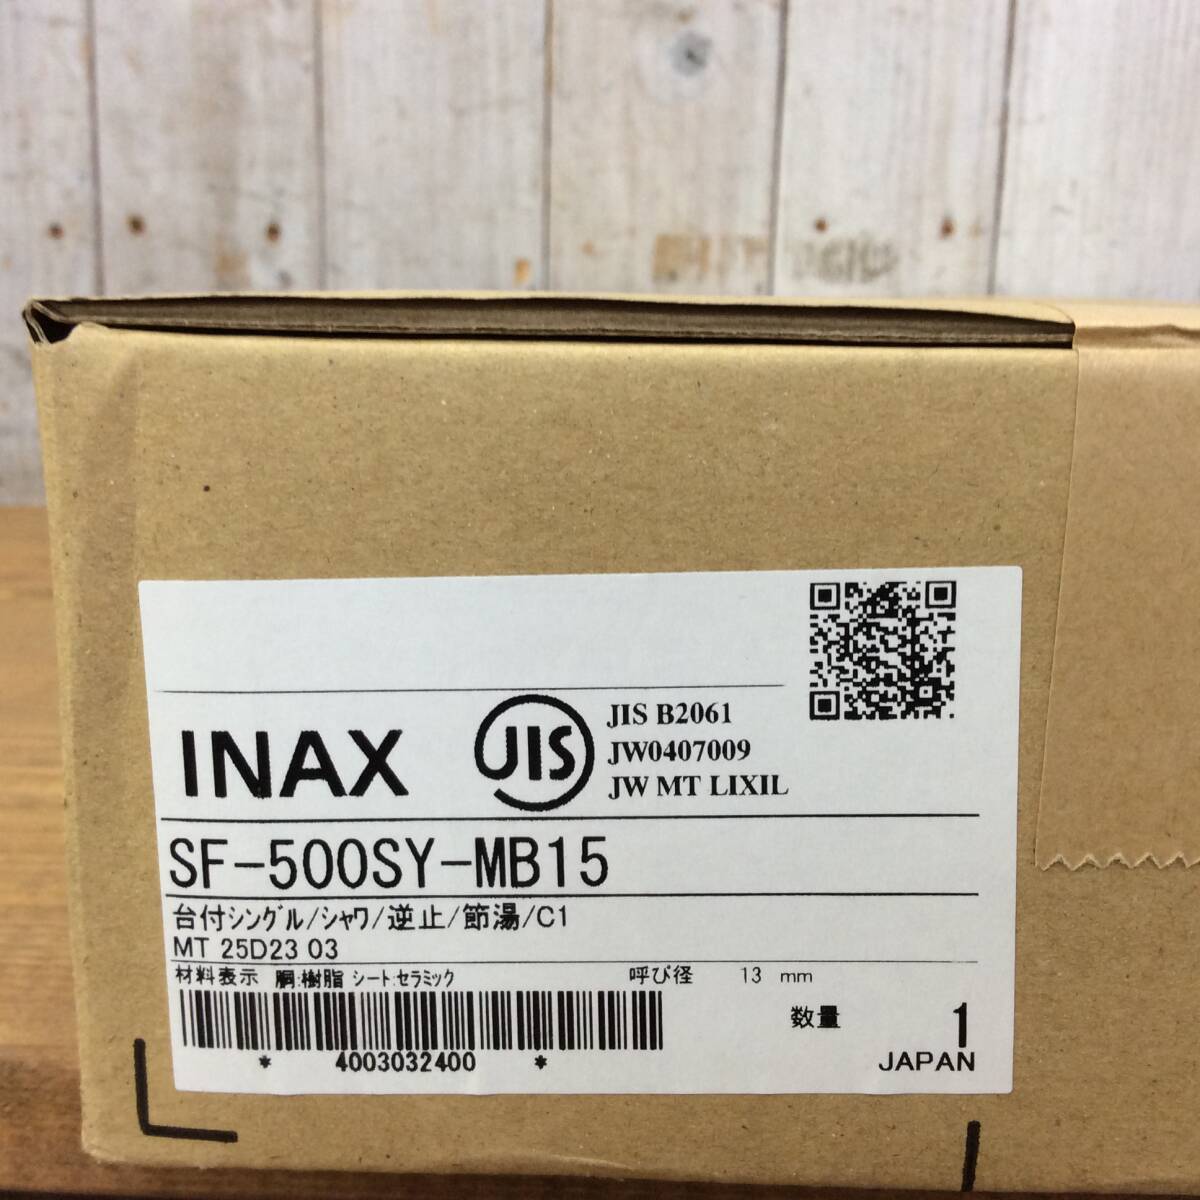 INAX
JIS
JIS B2061
JW0407009
JW MT LIXIL
SF-500SY-MB15
台付シングル/シャワ/逆止/節湯/C1
MT 25D23 03
材料表示 胴:樹脂 シート:セラミック 呼び径 13 mm
数量 1
* 4003032400 *
JAPAN